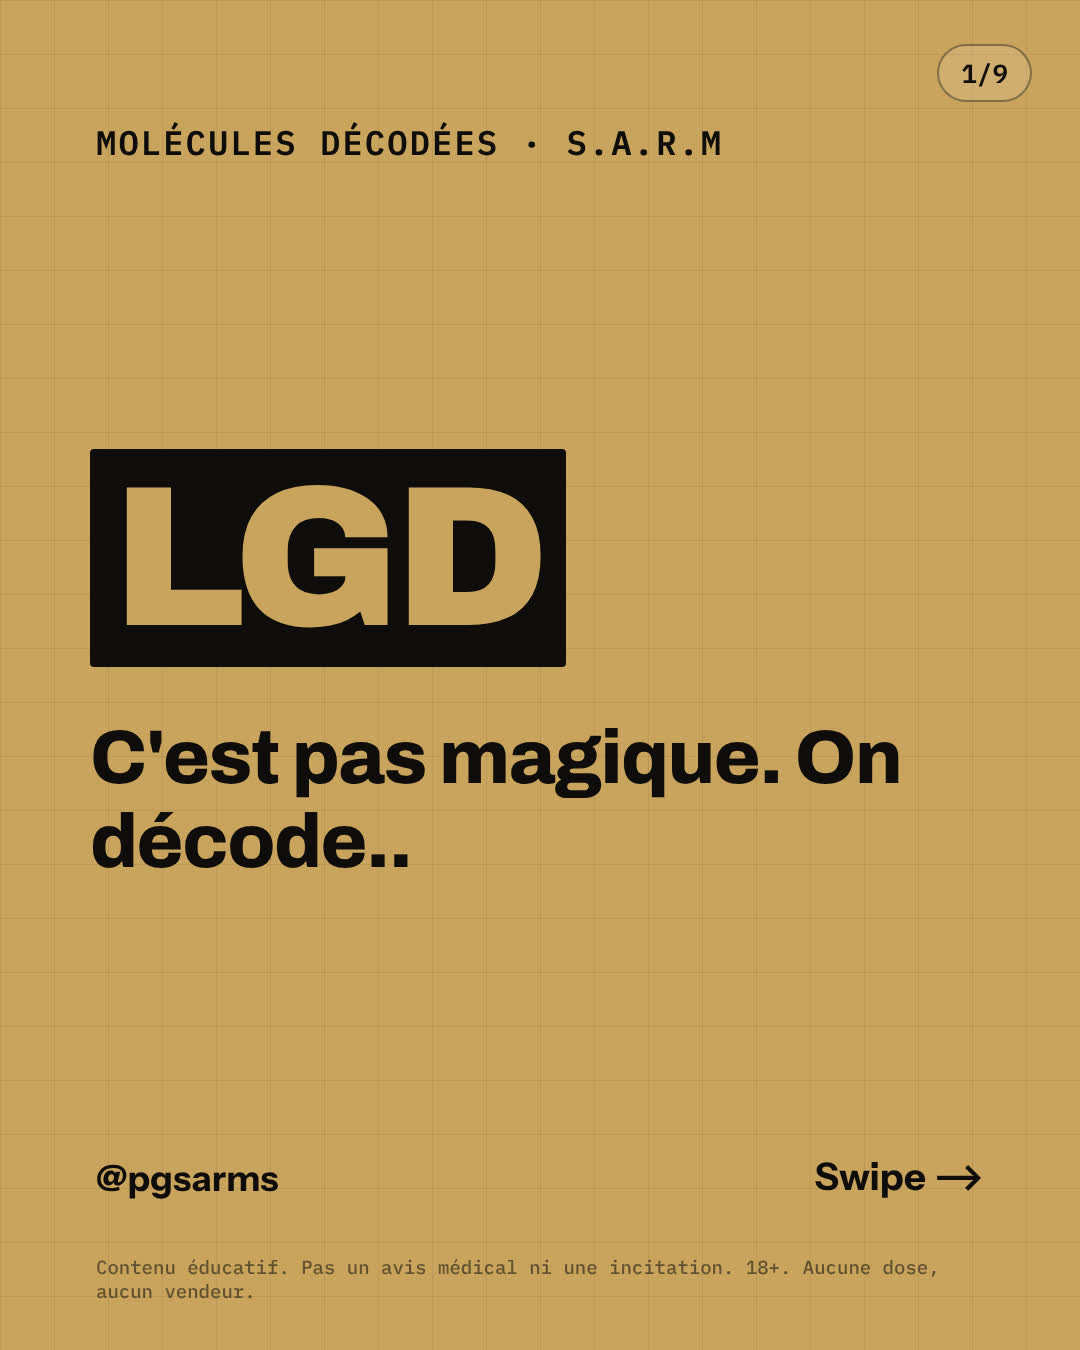 1/9
MOLÉCULES DÉCODÉES · S.A.R.M
LGD
C'est pas magique. On
décode..
@pgsarms
Swipe →
Contenu éducatif. Pas un avis médical ni une incitation. 18+. Aucune dose,
aucun vendeur.